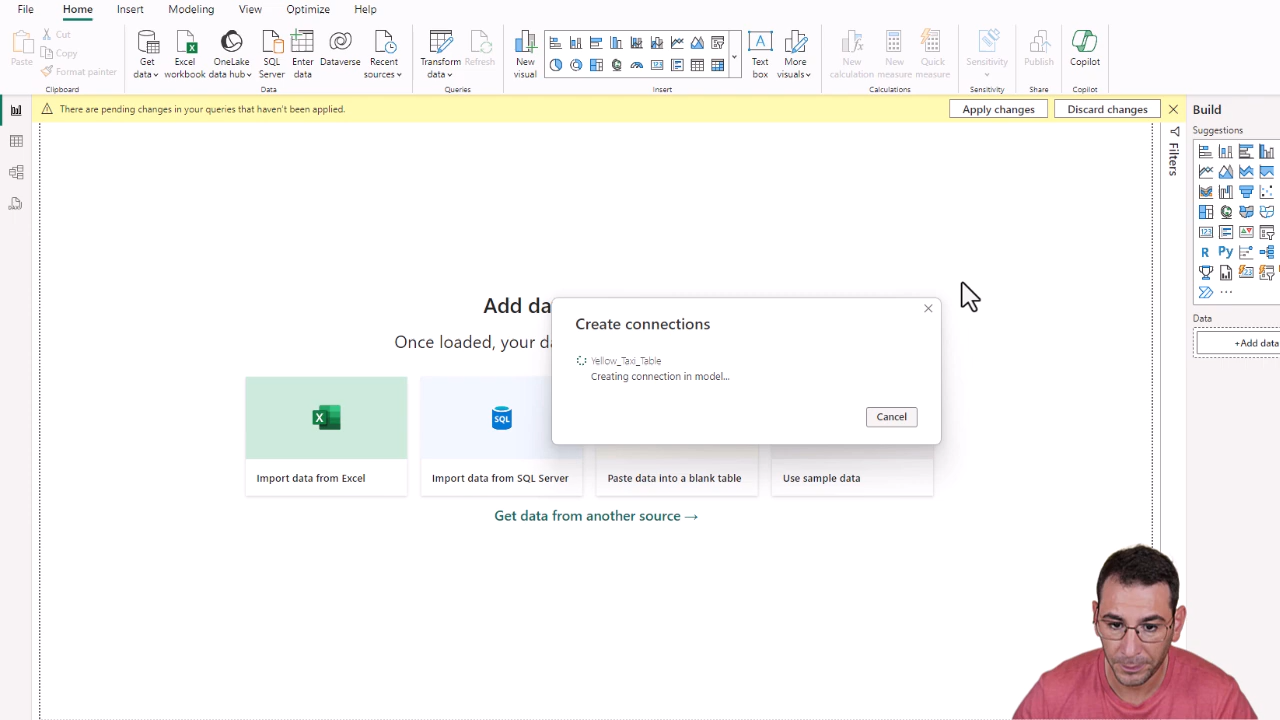 File Home Insert Modeling View Optimize Help
Paste
Cut
Copy
Format painter
Clipboard
Get data
Excel workbook
OneLake data hub
SQL Server
Enter data
Dataverse
Recent sources
Data
Transform data
Refresh
Queries
New visual
Text box
More visuals
Insert
New calculation
New measure
Quick measure
Calculations
Sensitivity
Sensitivity
Publish
Share
Copilot
Copilot
There are pending changes in your queries that haven't been applied.
Apply changes
Discard changes
Build
Suggestions
Filters
R Py
123
Data
+Add data
Add da
Once loaded, your da
Create connections
Yellow_Taxi_Table
Creating connection in model...
Cancel
SQL
Import data from Excel
Import data from SQL Server
Paste data into a blank table
Use sample data
Get data from another source →